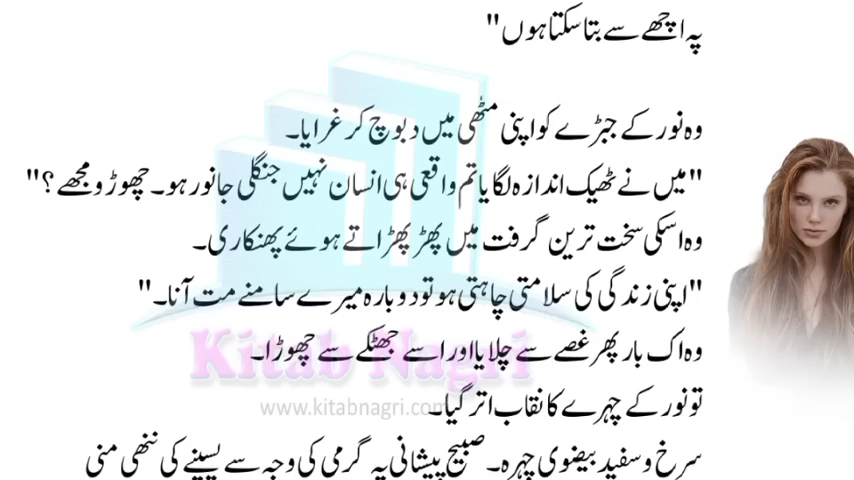 پہ اچھے سے بتا سکتا ہوں"
وہ نور کے جبڑے کو اپنی مٹھی میں دبوچ کر غرایا۔
"میں نے ٹھیک اندازہ لگایا تم واقعی ہی انسان نہیں جنگلی جانور ہو۔ چھوڑو مجھے؟"
وہ اسکی سخت ترین گرفت میں پھڑپھڑاتے ہوئے پھنکاری۔
"اپنی زندگی کی سلامتی چاہتی ہو تو دوبارہ میرے سامنے مت آنا۔"
وہ اک بار پھر غصے سے چلایا اور اسے جھٹکے سے چھوڑا۔
Kitab Nagri
تو نور کے چہرے کا نقاب اتر گیا۔
www.kitabnagri.com
سرخ و سفید بیضوی چہرہ۔ صبیح پیشانی پہ گرمی کی وجہ سے پسینے کی ننھی منی